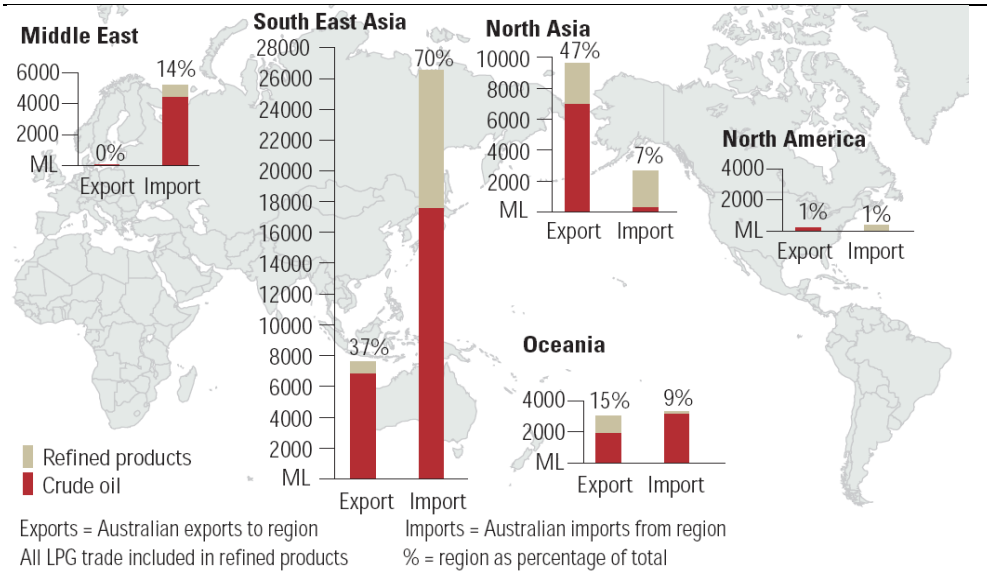 Middle East
6000
4000
2000
ML
0%
14%
Export Import
South East Asia
28000
26000
24000
22000
20000
18000
16000
14000
12000
10000
8000
6000
4000
2000
ML
37%
70%
Export Import
North Asia
10000
8000
6000
4000
2000
ML
47%
7%
Export Import
North America
4000
2000
ML
1%
1%
Export Import
Oceania
4000
2000
ML
15%
9%
Export Import
Refined products
Crude oil
Exports = Australian exports to region
Imports = Australian imports from region
All LPG trade included in refined products
% = region as percentage of total